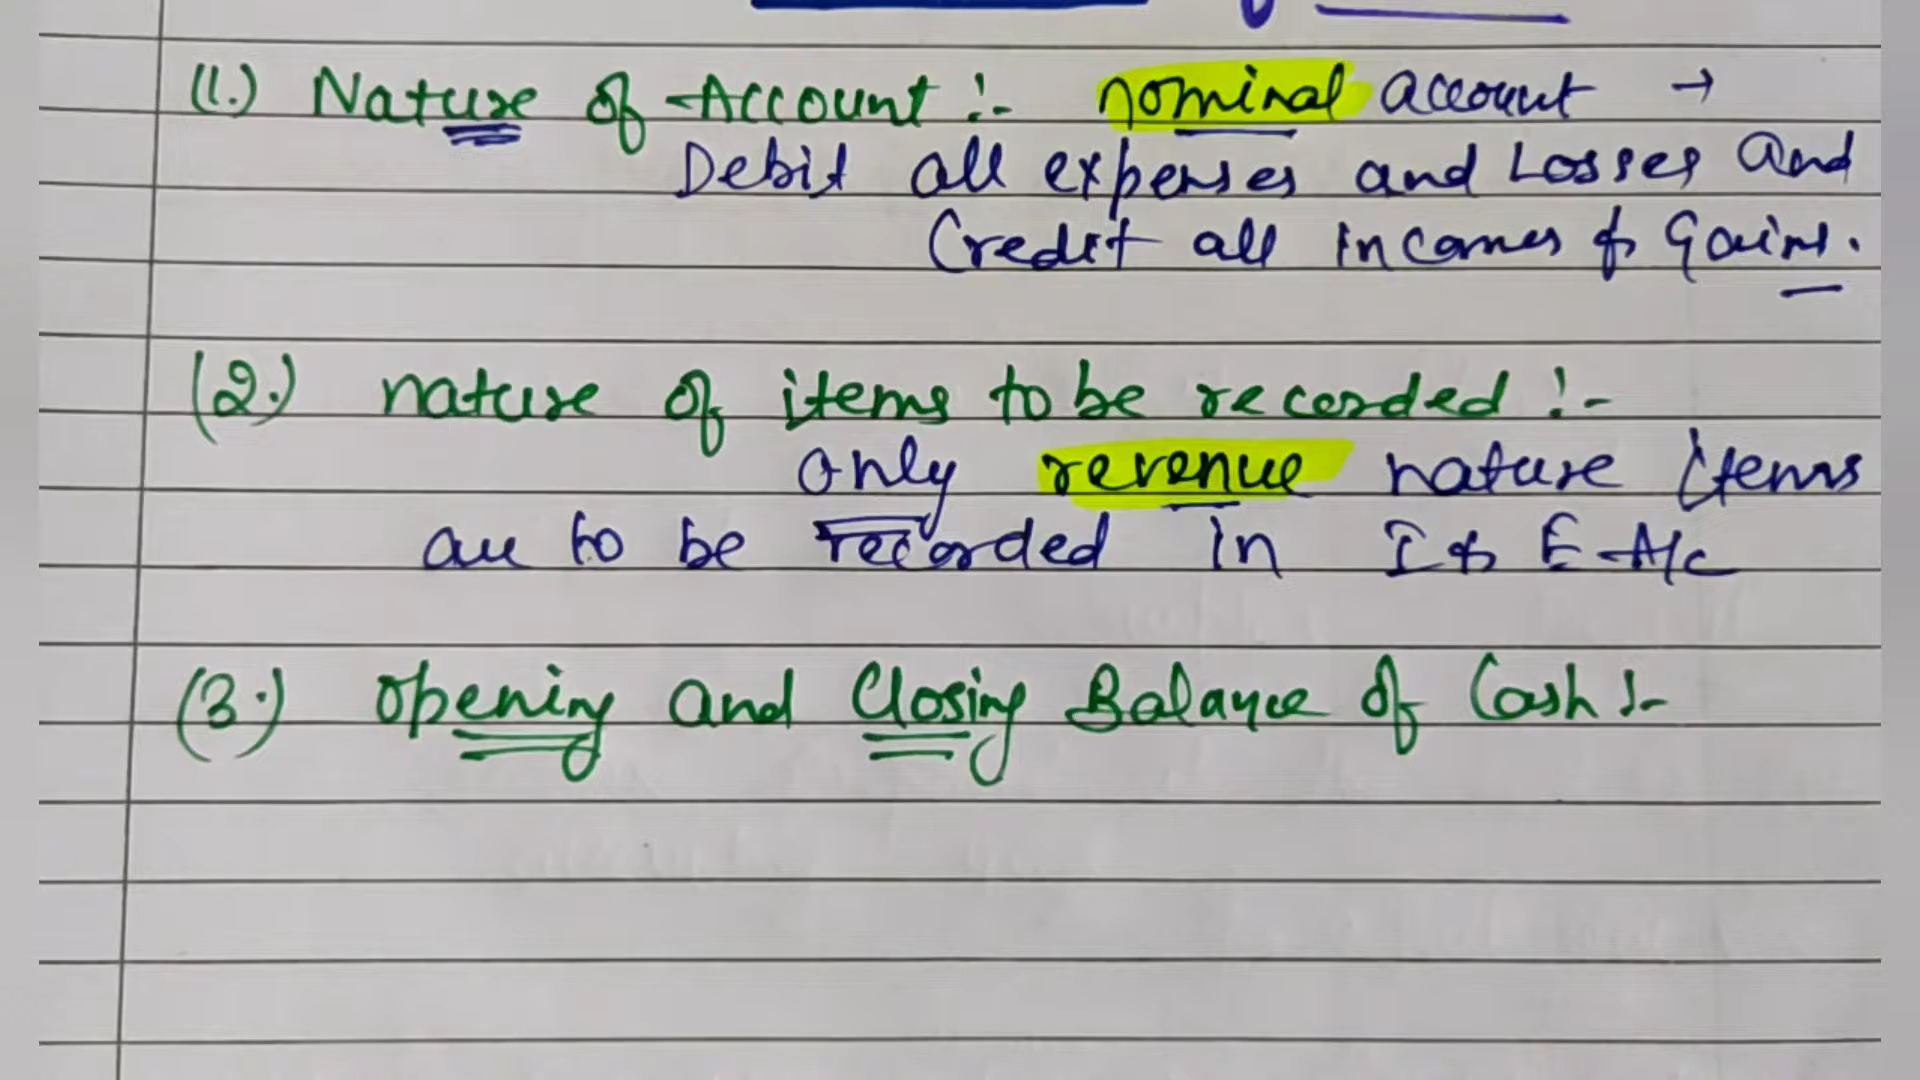 (1.) Nature of Account :- nominal account →
Debit all expenses and Losses and
Credit all incomes & Gains.
(2.) nature of items to be recorded :-
only revenue nature items
are to be recorded in I & E A/c
(3.) Opening and Closing Balance of Cash :-